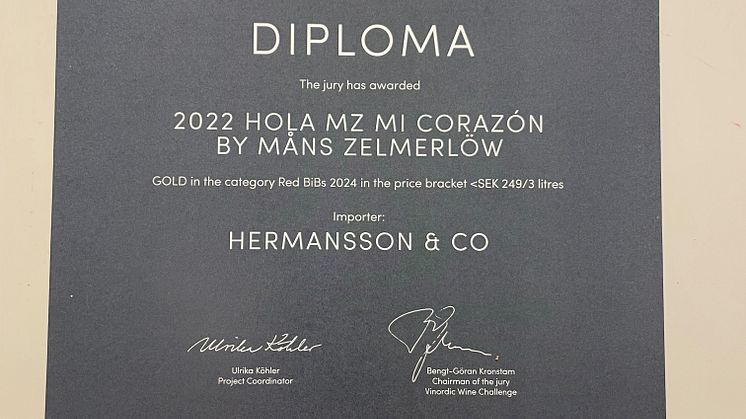 DIPLOMA
The jury has awarded
2022 HOLA MZ MI CORAZÓN
BY MÅNS ZELMERLÖW
GOLD in the category Red BiBs 2024 in the price bracket <SEK 249/3 litres
Importer:
HERMANSSON & CO
Ulrika Köhler
Ulrika Köhler
Project Coordinator
Bengt-Göran Kronstam
Chairman of the jury
Vinordic Wine Challenge